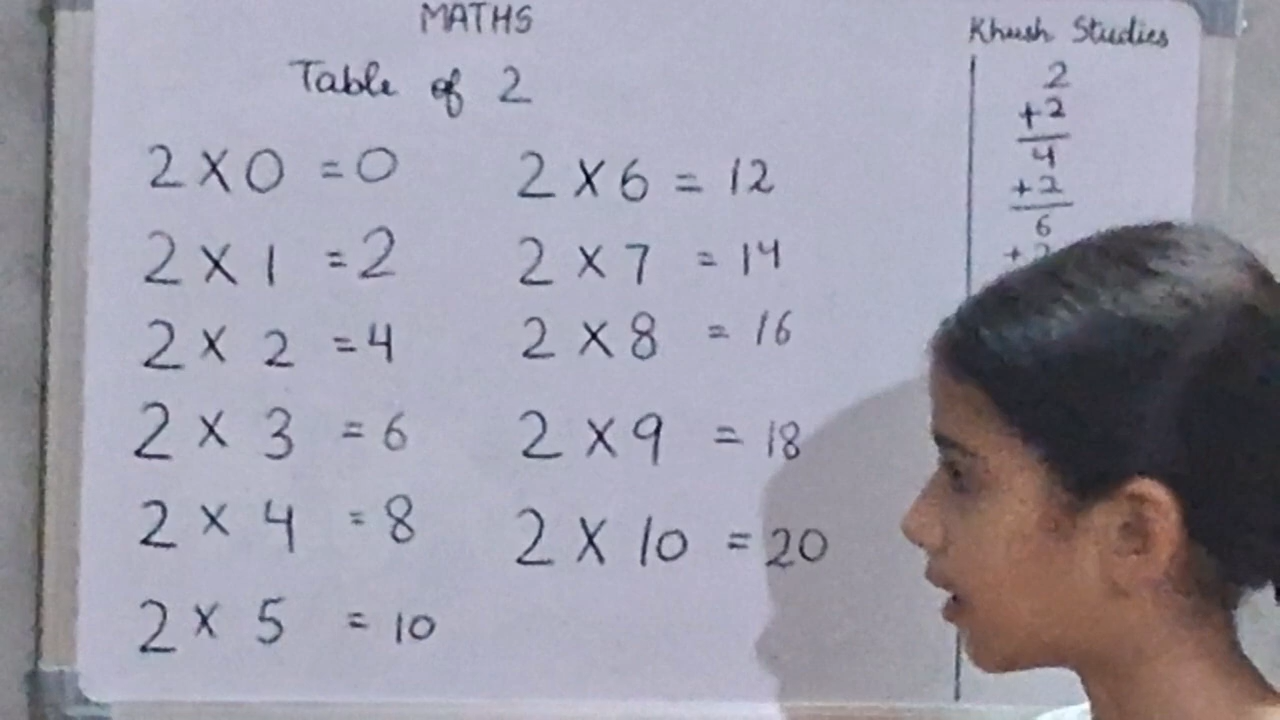 MATHS
Table of 2
2 X 0 = 0
2 X 1 = 2
2 X 2 = 4
2 X 3 = 6
2 X 4 = 8
2 X 5 = 10
2 X 6 = 12
2 X 7 = 14
2 X 8 = 16
2 X 9 = 18
2 X 10 = 20
Khush Studies
2
+2
4
+2
6
+